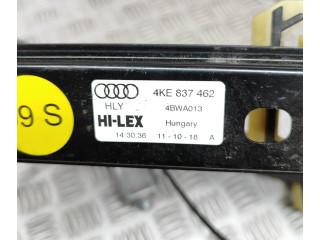 9 S
4KE 837 462
HLY 4BWA013
HI-LEX Hungary
14:30:36 11-10-18 A